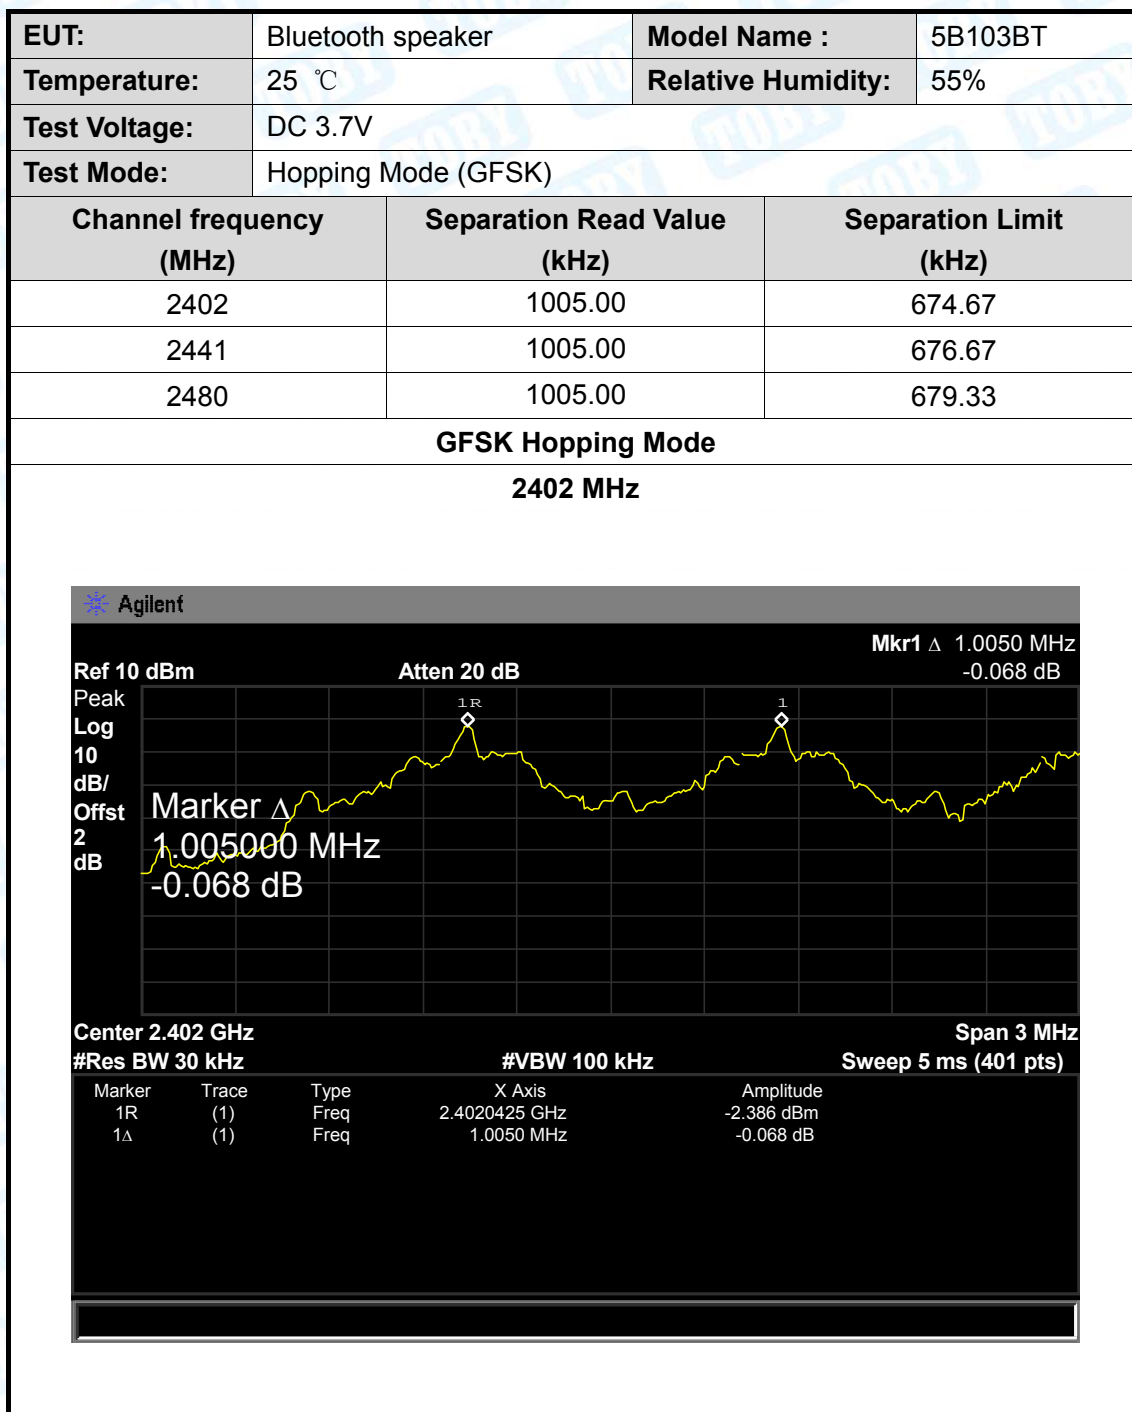 EUT: Bluetooth speaker Model Name : 5B103BT
Temperature: 25 ℃ Relative Humidity: 55%
Test Voltage: DC 3.7V
Test Mode: Hopping Mode (GFSK)
Channel frequency Separation Read Value Separation Limit
(MHz) (kHz) (kHz)
2402 1005.00 674.67
2441 1005.00 676.67
2480 1005.00 679.33
GFSK Hopping Mode
2402 MHz
Agilent
Mkr1 Δ 1.0050 MHz
Ref 10 dBm Atten 20 dB -0.068 dB
Peak
Log
10
dB/
Offst
2
dB
1R 1
Marker Δ
1.005000 MHz
-0.068 dB
Center 2.402 GHz Span 3 MHz
#Res BW 30 kHz #VBW 100 kHz Sweep 5 ms (401 pts)
Marker Trace Type X Axis Amplitude
1R (1) Freq 2.4020425 GHz -2.386 dBm
1Δ (1) Freq 1.0050 MHz -0.068 dB
TOBY